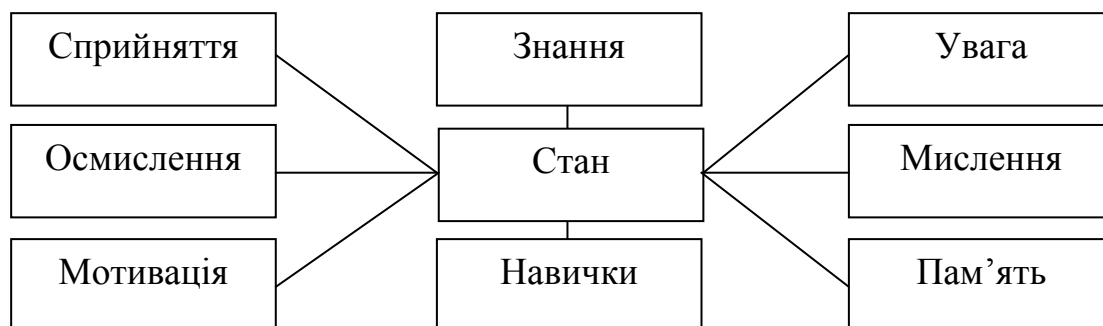 Сприйняття
Знання
Увага
Осмислення
Стан
Мислення
Мотивація
Навички
Пам’ять